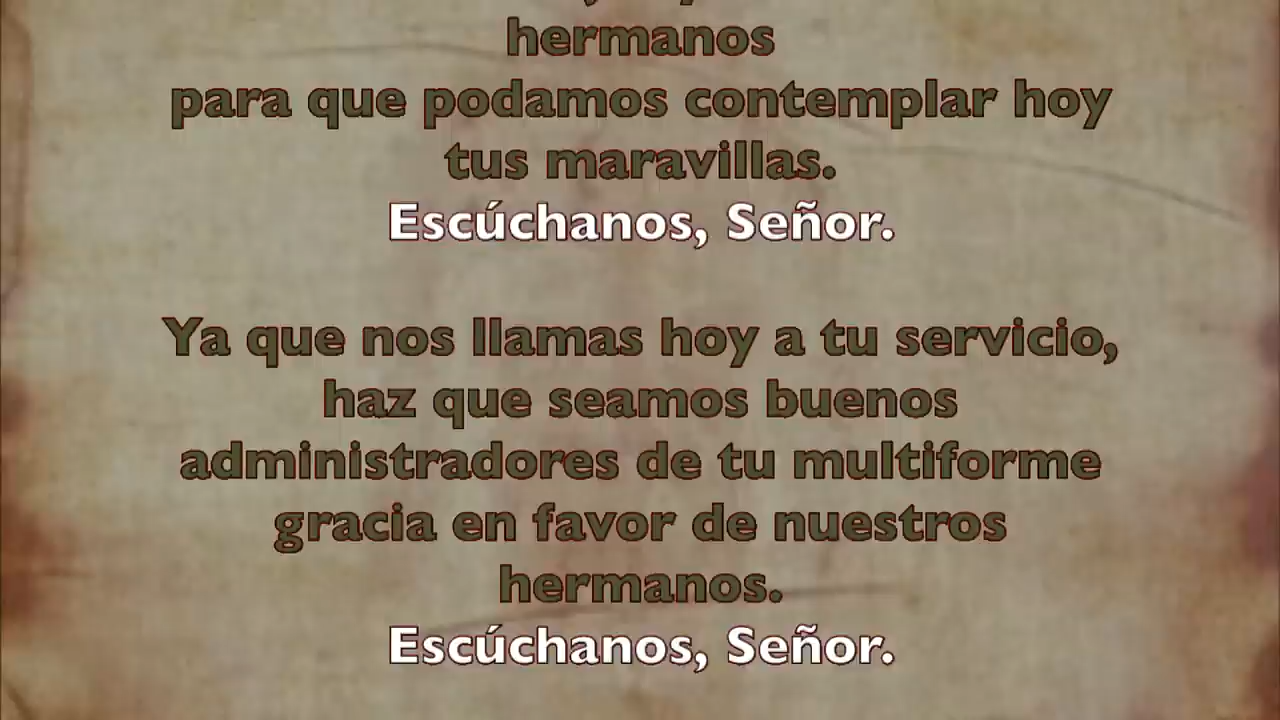 hermanos
para que podamos contemplar hoy
tus maravillas.
Escúchanos, Señor.
Ya que nos llamas hoy a tu servicio,
haz que seamos buenos
administradores de tu multiforme
gracia en favor de nuestros
hermanos.
Escúchanos, Señor.